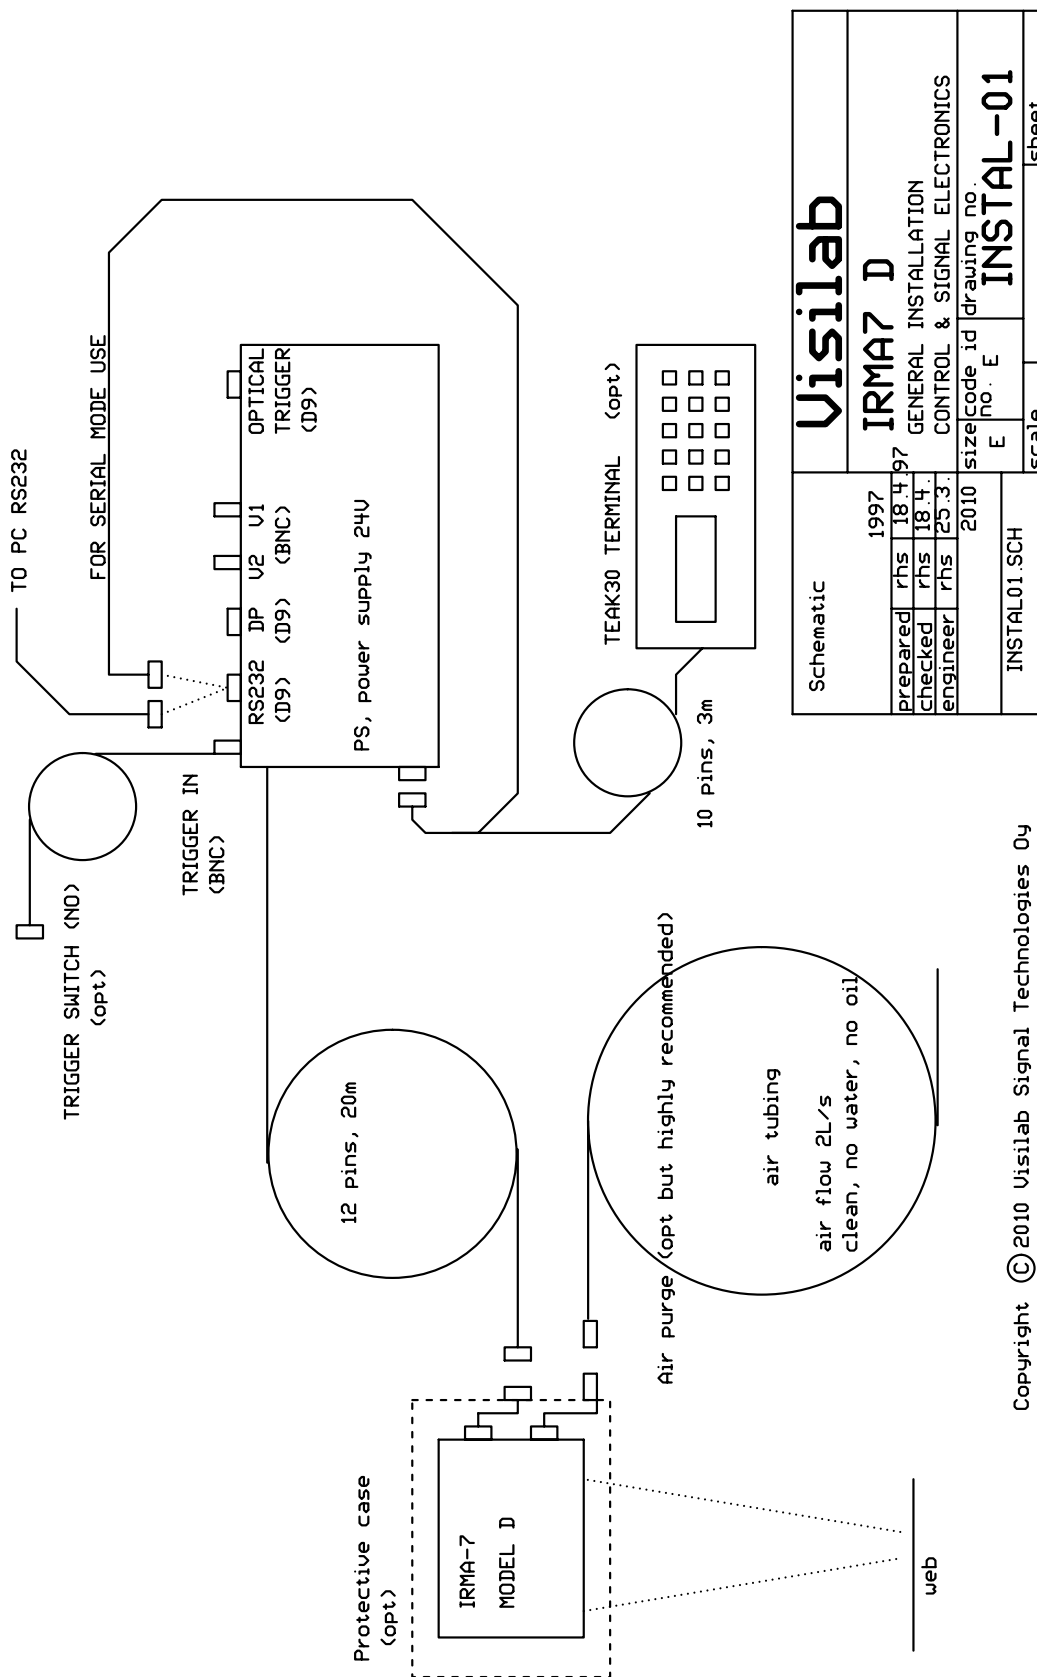 TO PC RS232
FOR SERIAL MODE USE
TRIGGER SWITCH (NO)
(opt)
TRIGGER IN
(BNC)
RS232
(D9)
DP
(D9)
V2 V1
(BNC)
OPTICAL
TRIGGER
(D9)
PS, power supply 24V
12 pins, 20m
TEAK30 TERMINAL (opt)
10 pins, 3m
Protective case
(opt)
IRMA-7
MODEL D
Air purge (opt but highly recommended)
air tubing
air flow 2L/s
clean, no water, no oil
web
Copyright © 2010 Visilab Signal Technologies Oy
Schematic
Visilab
1997
IRMA7 D
prepared rhs 18.4.97
GENERAL INSTALLATION
checked rhs 18.4.
CONTROL & SIGNAL ELECTRONICS
engineer rhs 25.3.
2010
size code id drawing no.
E no. E INSTAL-01
INSTAL01.SCH
scale sheet